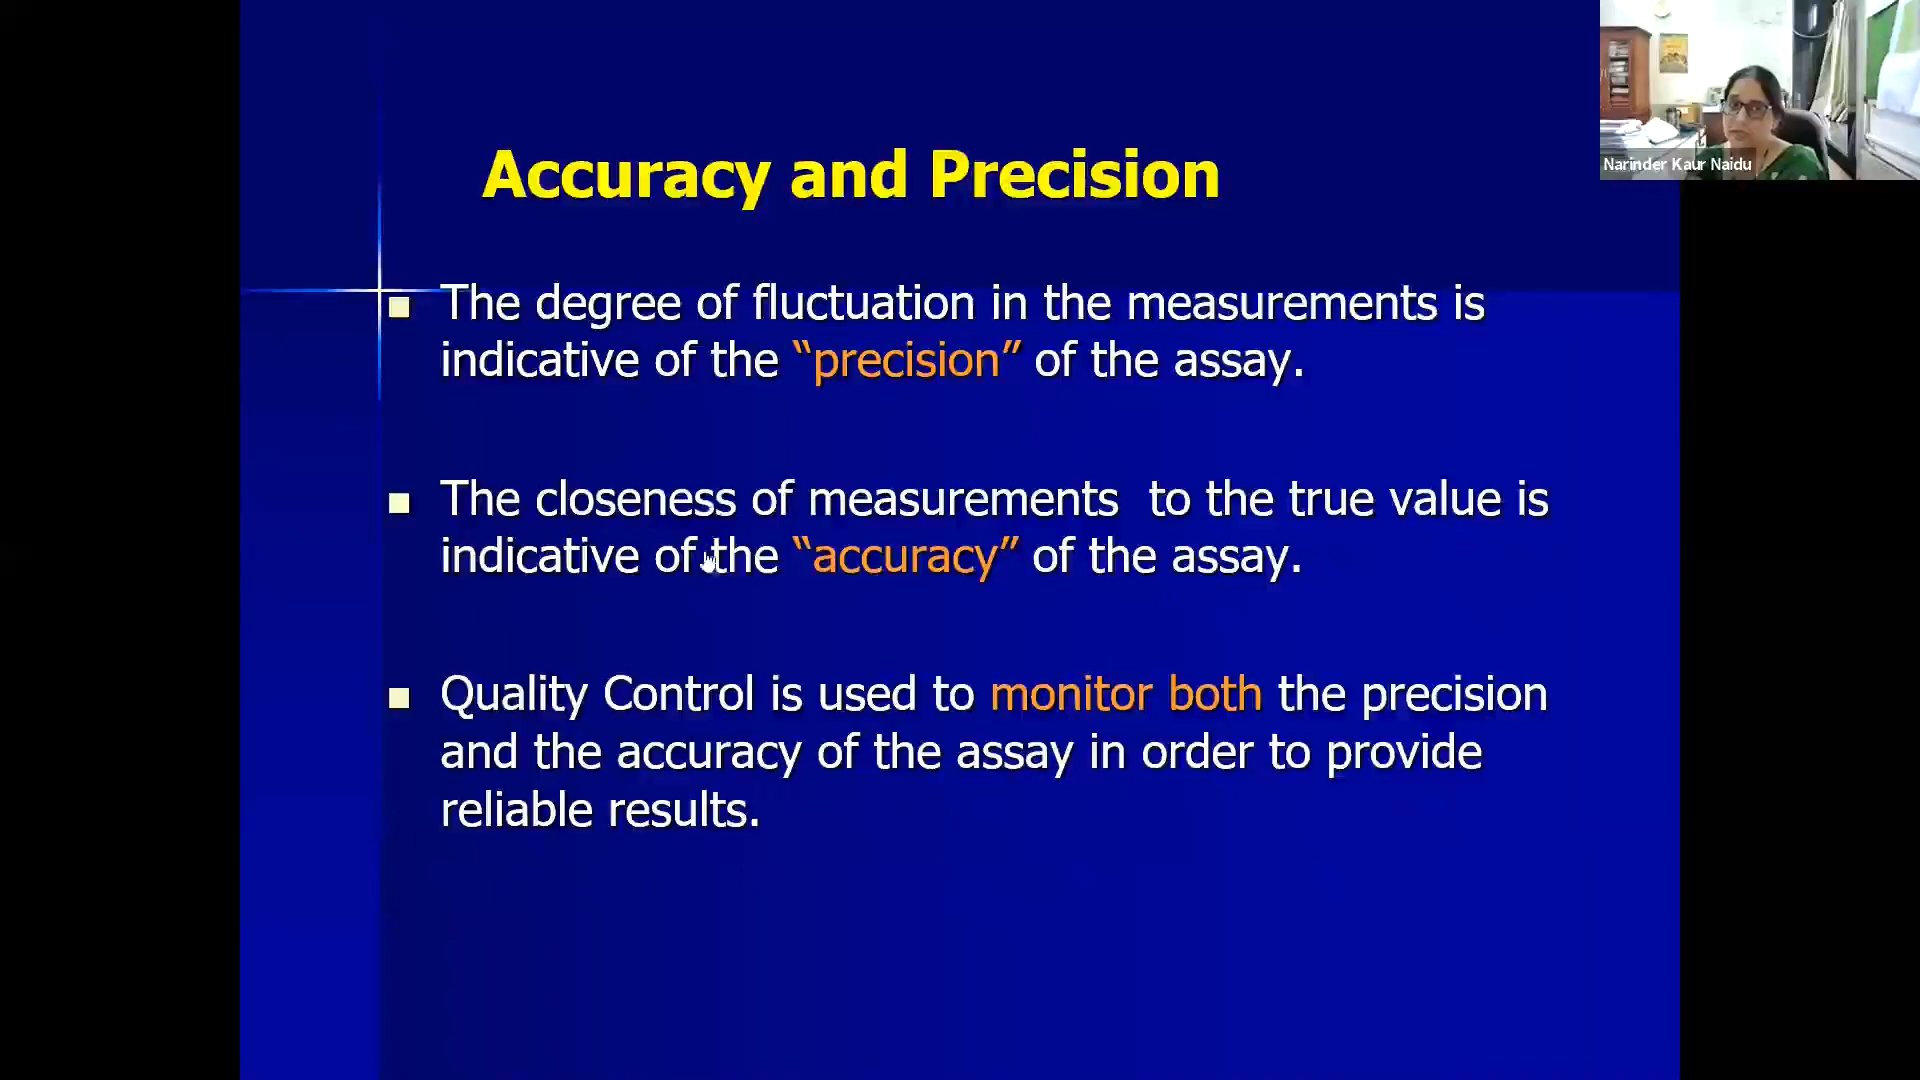 Accuracy and Precision
The degree of fluctuation in the measurements is
indicative of the “precision” of the assay.
The closeness of measurements to the true value is
indicative of the “accuracy” of the assay.
Quality Control is used to monitor both the precision
and the accuracy of the assay in order to provide
reliable results.
Narinder Kaur Naidu